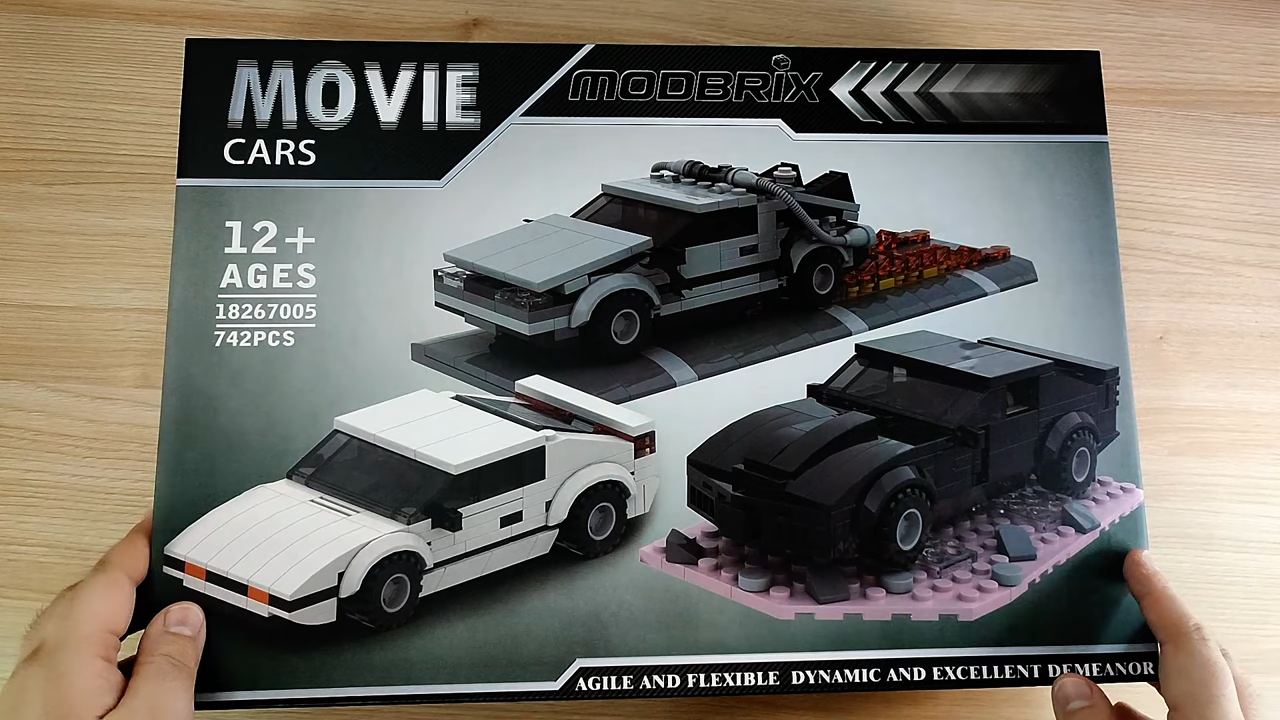 MOVIE
CARS
MODBRIX
12+
AGES
18267005
742PCS
AGILE AND FLEXIBLE DYNAMIC AND EXCELLENT DEMEANOR